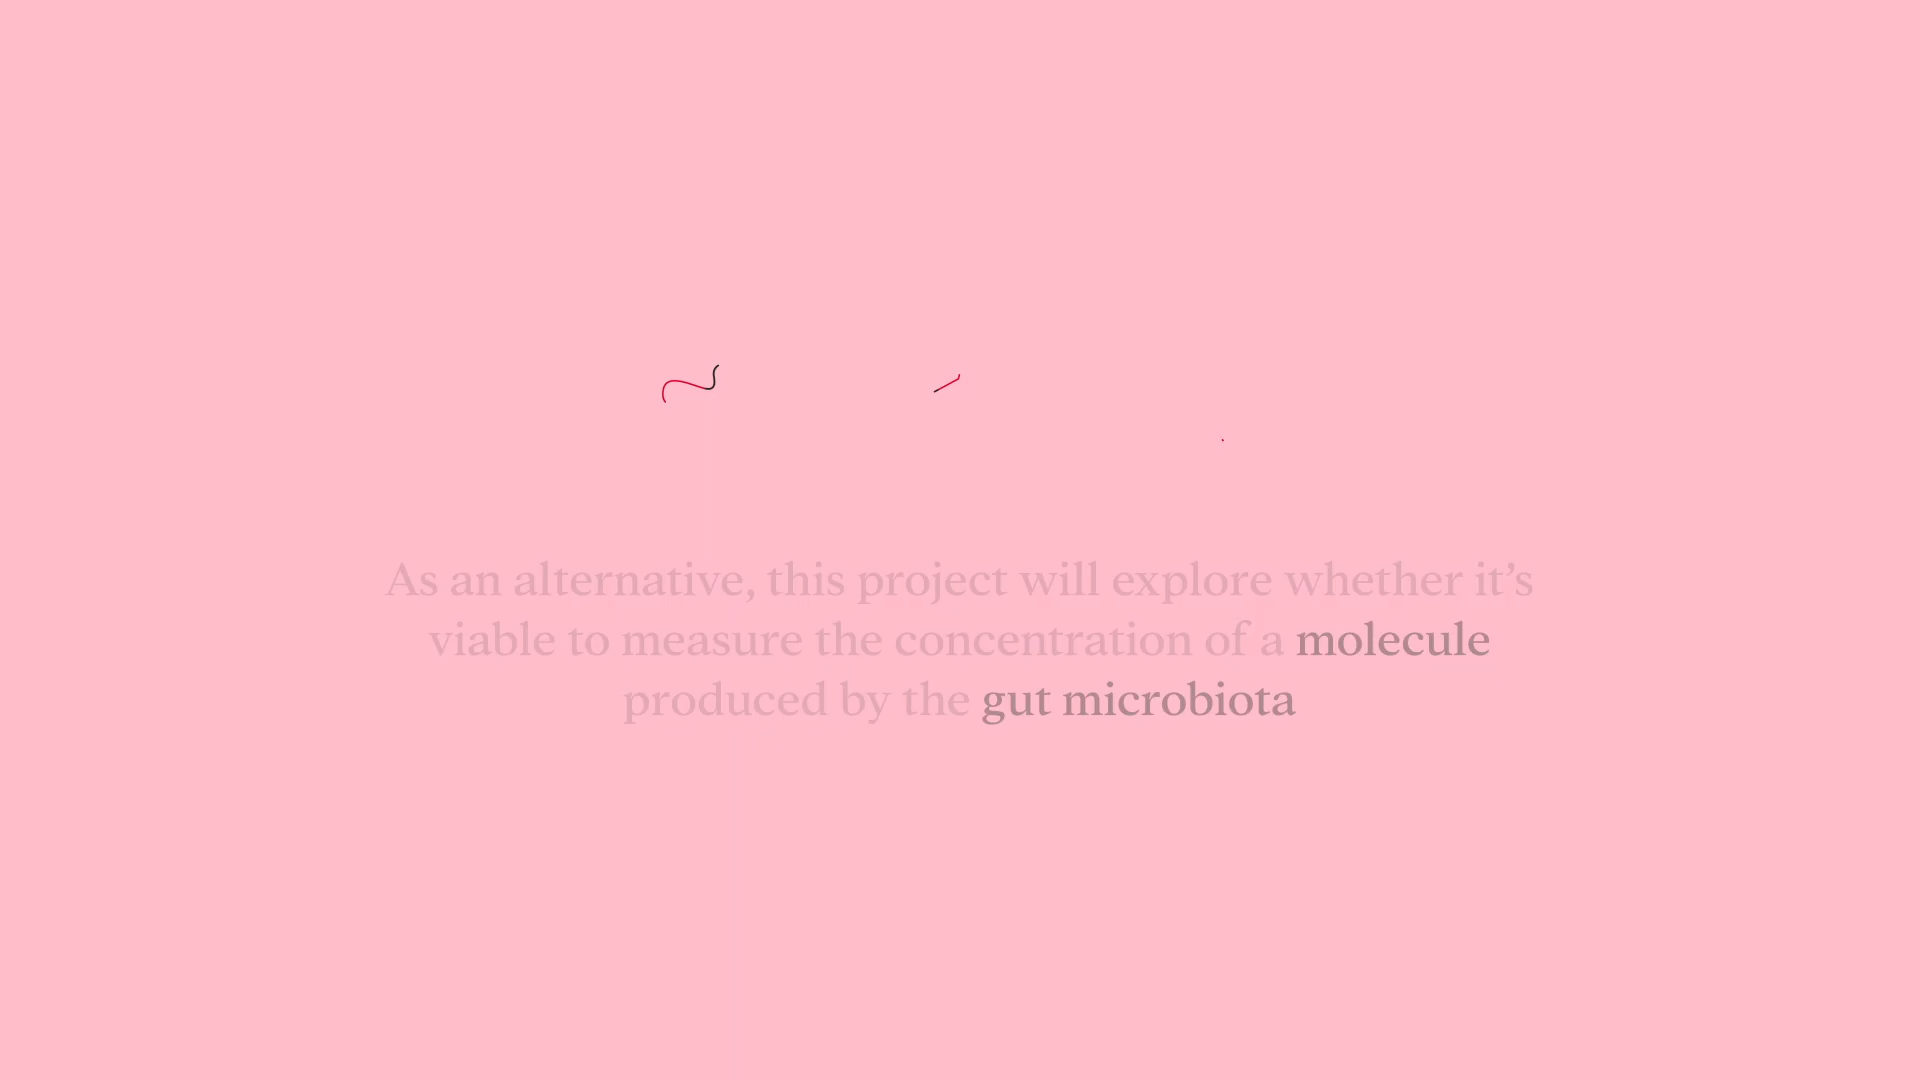 As an alternative, this project will explore whether it’s
viable to measure the concentration of a molecule
produced by the gut microbiota